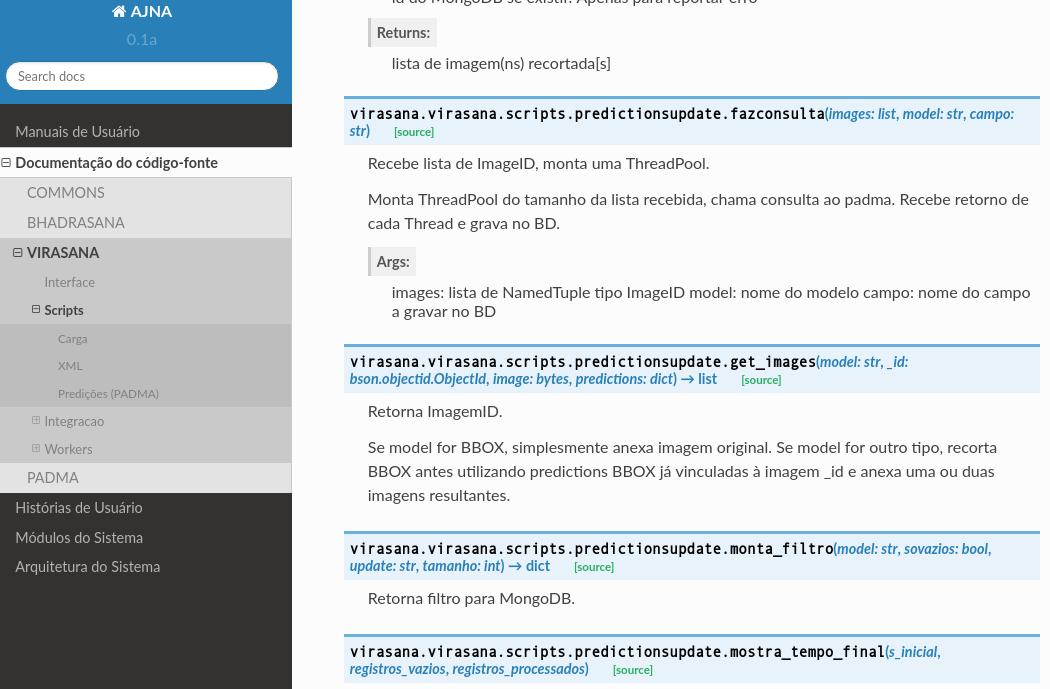 AJNA
0.1a
Search docs
Manuais de Usuário
Documentação do código-fonte
COMMONS
BHADRASANA
VIRASANA
Interface
Scripts
Carga
XML
Predições (PADMA)
Integracao
Workers
PADMA
Histórias de Usuário
Módulos do Sistema
Arquitetura do Sistema
id do MongoDB se existir. Apenas para reportar erro
Returns:
lista de imagem(ns) recortada[s]
virasana.virasana.scripts.predictionsupdate.fazconsulta(images: list, model: str, campo:
str) [source]
Recebe lista de ImageID, monta uma ThreadPool.
Monta ThreadPool do tamanho da lista recebida, chama consulta ao padma. Recebe retorno de
cada Thread e grava no BD.
Args:
images: lista de NamedTuple tipo ImageID model: nome do modelo campo: nome do campo
a gravar no BD
virasana.virasana.scripts.predictionsupdate.get_images(model: str, _id:
bson.objectid.ObjectId, image: bytes, predictions: dict) → list [source]
Retorna ImagemID.
Se model for BBOX, simplesmente anexa imagem original. Se model for outro tipo, recorta
BBOX antes utilizando predictions BBOX já vinculadas à imagem _id e anexa uma ou duas
imagens resultantes.
virasana.virasana.scripts.predictionsupdate.monta_filtro(model: str, sovazios: bool,
update: str, tamanho: int) → dict [source]
Retorna filtro para MongoDB.
virasana.virasana.scripts.predictionsupdate.mostra_tempo_final(s_inicial,
registros_vazios, registros_processados) [source]